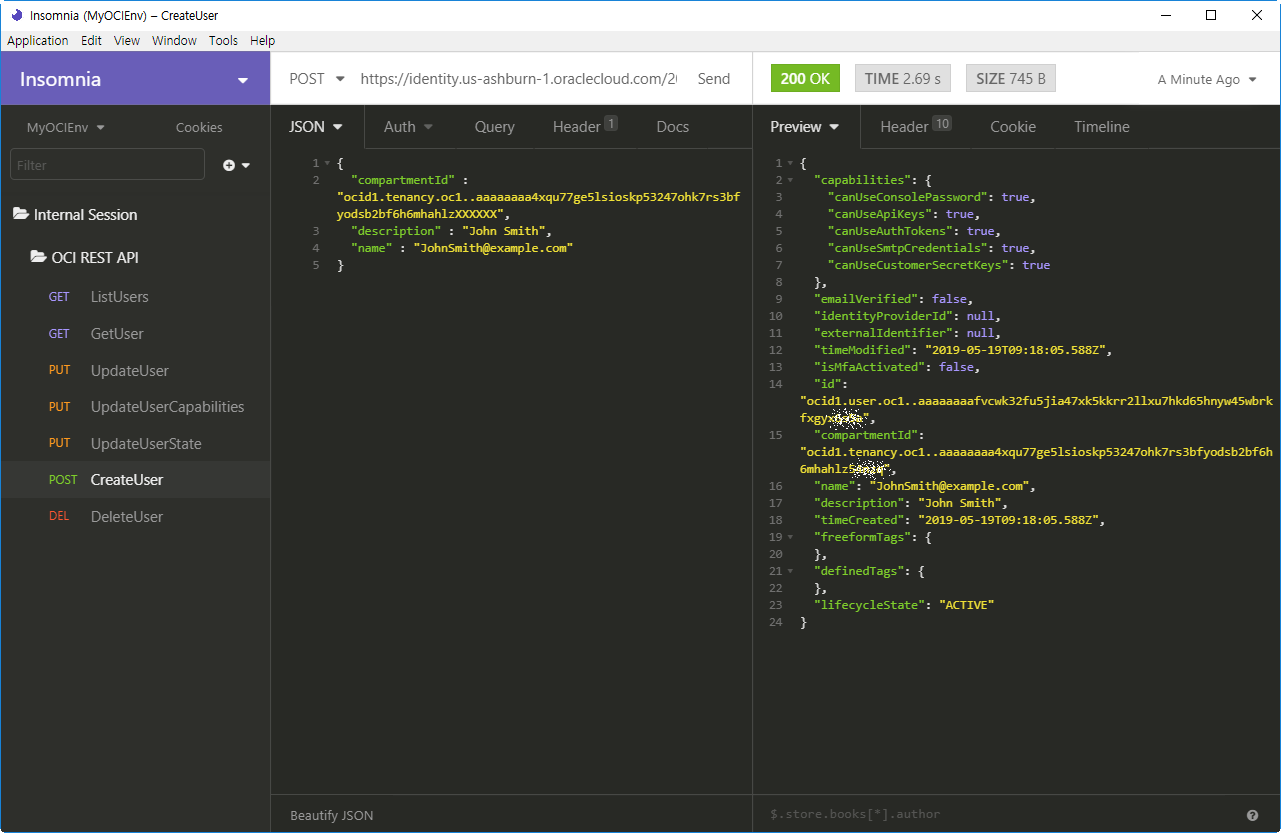 Insomnia (MyOCIEnv) – CreateUser
Application Edit View Window Tools Help
Insomnia
POST https://identity.us-ashburn-1.oraclecloud.com/20 Send
200 OK TIME 2.69 s SIZE 745 B A Minute Ago
MyOCIEnv Cookies
JSON Auth Query Header 1 Docs
Preview Header 10 Cookie Timeline
Filter
Internal Session
OCI REST API
GET ListUsers
GET GetUser
PUT UpdateUser
PUT UpdateUserCapabilities
PUT UpdateUserState
POST CreateUser
DEL DeleteUser
1 {
2 "compartmentId" :
"ocid1.tenancy.oc1..aaaaaaaa4xqu77ge5lsioskp53247ohk7rs3bf
yodsb2bf6h6mhahlzXXXXXX",
3 "description" : "John Smith",
4 "name" : "JohnSmith@example.com"
5 }
Beautify JSON
1 {
2 "capabilities": {
3 "canUseConsolePassword": true,
4 "canUseApiKeys": true,
5 "canUseAuthTokens": true,
6 "canUseSmtpCredentials": true,
7 "canUseCustomerSecretKeys": true
8 },
9 "emailVerified": false,
10 "identityProviderId": null,
11 "externalIdentifier": null,
12 "timeModified": "2019-05-19T09:18:05.588Z",
13 "isMfaActivated": false,
14 "id":
"ocid1.user.oc1..aaaaaaaafvcwk32fu5jia47xk5kkrr2llxu7hkd65hnyw45wbrk
fxgyx",
15 "compartmentId":
"ocid1.tenancy.oc1..aaaaaaaa4xqu77ge5lsioskp53247ohk7rs3bfyodsb2bf6h
6mhahlz",
16 "name": "JohnSmith@example.com",
17 "description": "John Smith",
18 "timeCreated": "2019-05-19T09:18:05.588Z",
19 "freeformTags": {
20 },
21 "definedTags": {
22 },
23 "lifecycleState": "ACTIVE"
24 }
$.store.books[*].author